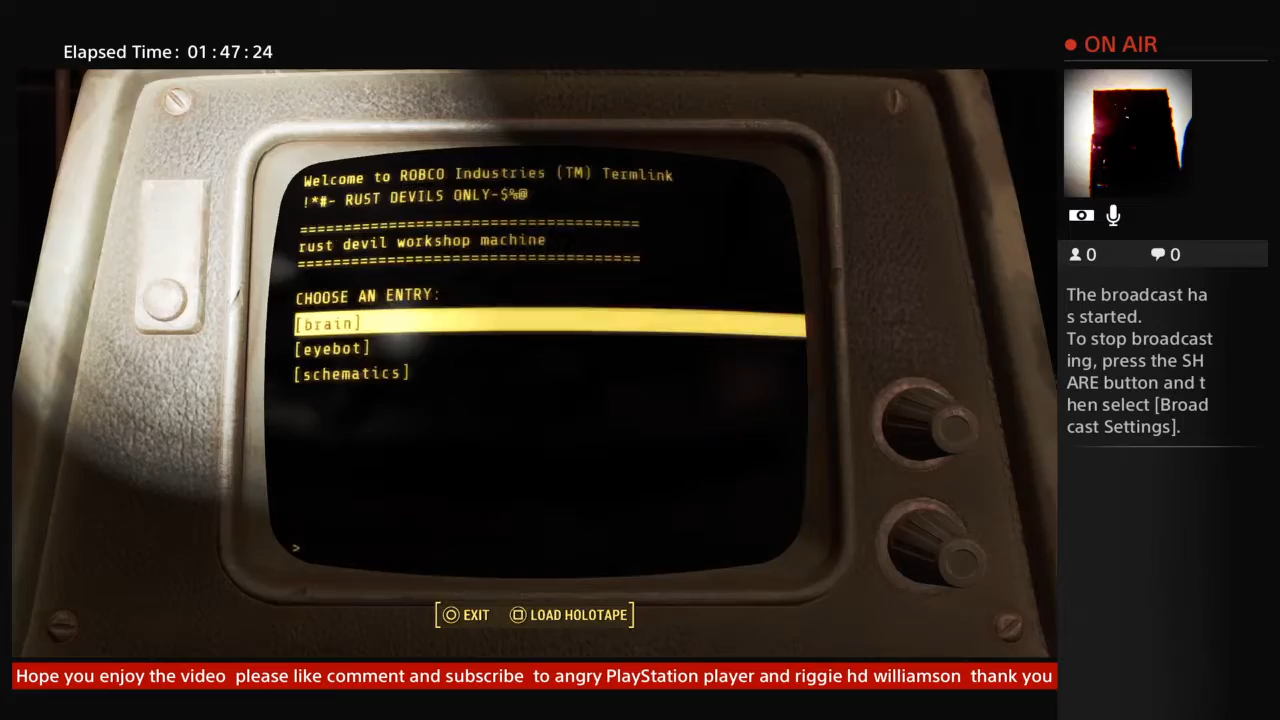 Elapsed Time: 01:47:24
ON AIR
Welcome to ROBCO Industries (TM) Termlink
!*#- RUST DEVILS ONLY-$%@
======================================
rust devil workshop machine
======================================
CHOOSE AN ENTRY:
[brain]
[eyebot]
[schematics]
>
EXIT LOAD HOLOTAPE
0 0
The broadcast ha
s started.
To stop broadcast
ing, press the SH
ARE button and t
hen select [Broad
cast Settings].
Hope you enjoy the video please like comment and subscribe to angry PlayStation player and riggie hd williamson thank you